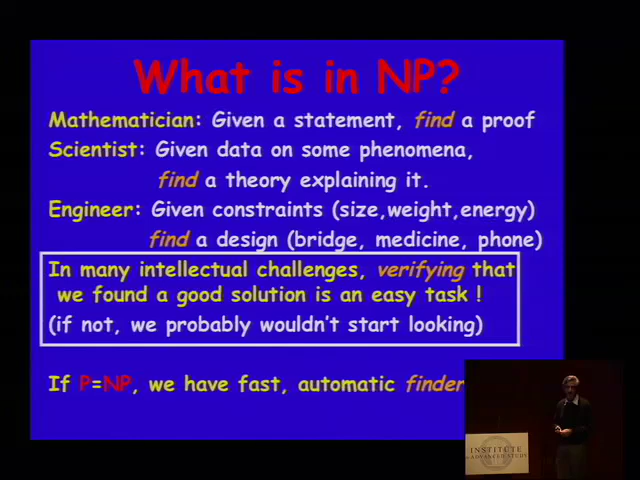 What is in NP?
Mathematician: Given a statement, find a proof
Scientist: Given data on some phenomena,
find a theory explaining it.
Engineer: Given constraints (size,weight,energy)
find a design (bridge, medicine, phone)
In many intellectual challenges, verifying that
we found a good solution is an easy task !
(if not, we probably wouldn't start looking)
If P=NP, we have fast, automatic finder
INSTITUTE
ADVANCED STUDY